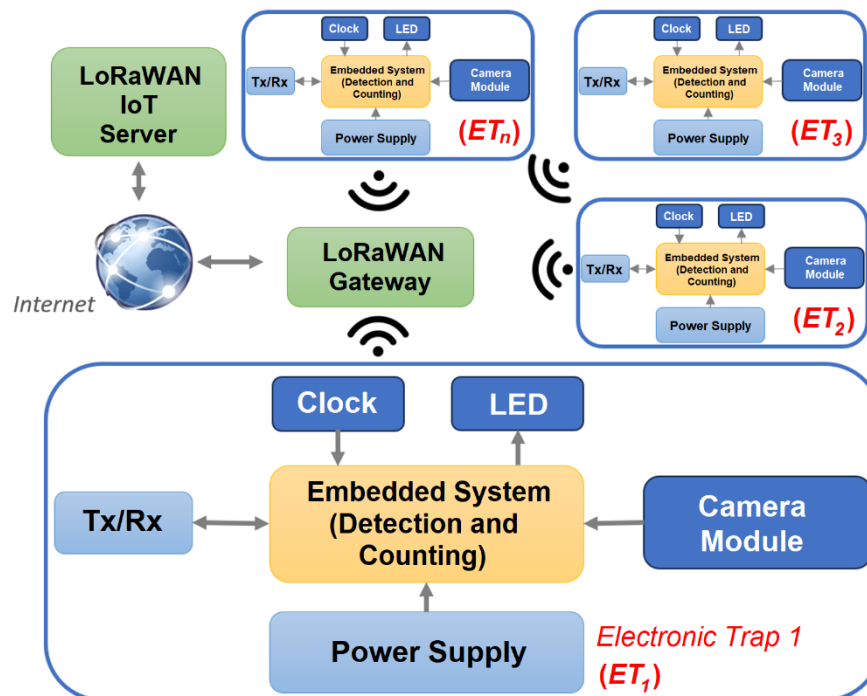 LoRaWAN
IoT
Server
Clock
LED
Tx/Rx
Embedded System
(Detection and
Counting)
Camera
Module
Power Supply
(ETn)
Clock
LED
Tx/Rx
Embedded System
(Detection and
Counting)
Camera
Module
Power Supply
(ET3)
Internet
LoRaWAN
Gateway
Clock
LED
Tx/Rx
Embedded System
(Detection and
Counting)
Camera
Module
Power Supply
(ET2)
Clock
LED
Tx/Rx
Embedded System
(Detection and
Counting)
Camera
Module
Power Supply
Electronic Trap 1
(ET1)